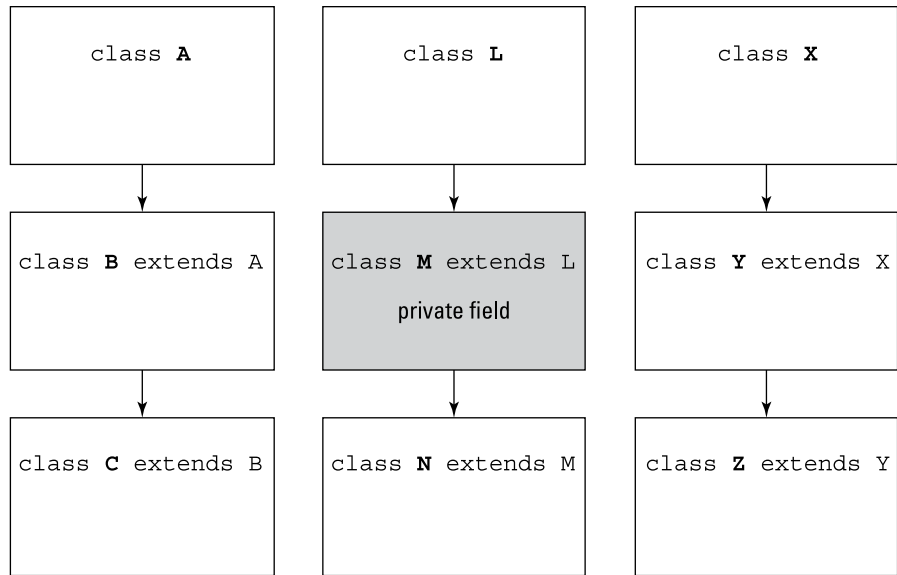 class A
class L
class X
class B extends A
class M extends L
private field
class Y extends X
class C extends B
class N extends M
class Z extends Y